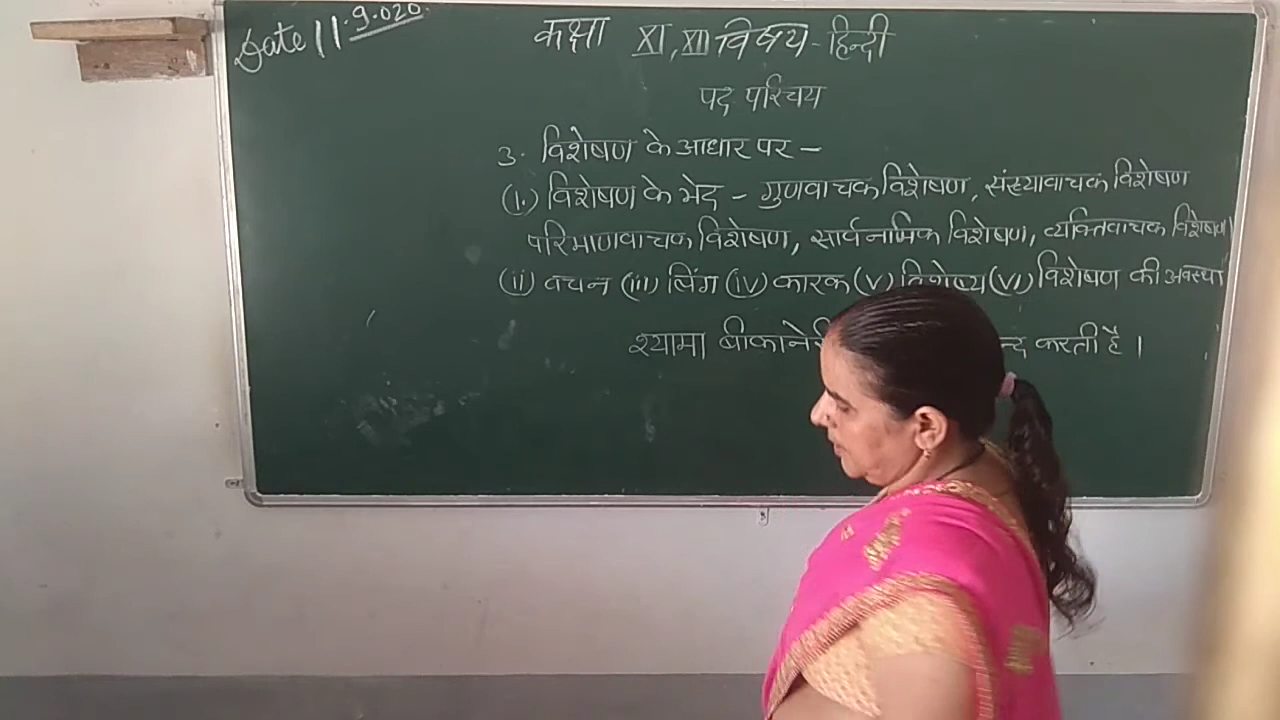 Date 11.9.020.
कक्षा XI, XII विषय - हिन्दी
पद परिचय
3. विशेषण के आधार पर -
(i.) विशेषण के भेद - गुणवाचक विशेषण, संख्यावाचक विशेषण
परिमाणवाचक विशेषण, सार्वनामिक विशेषण, व्यक्तिवाचक विशेषण।
(ii) वचन (iii) लिंग (iv) कारक (v) विशेष्य (vi) विशेषण की अवस्था
श्यामा करती है।